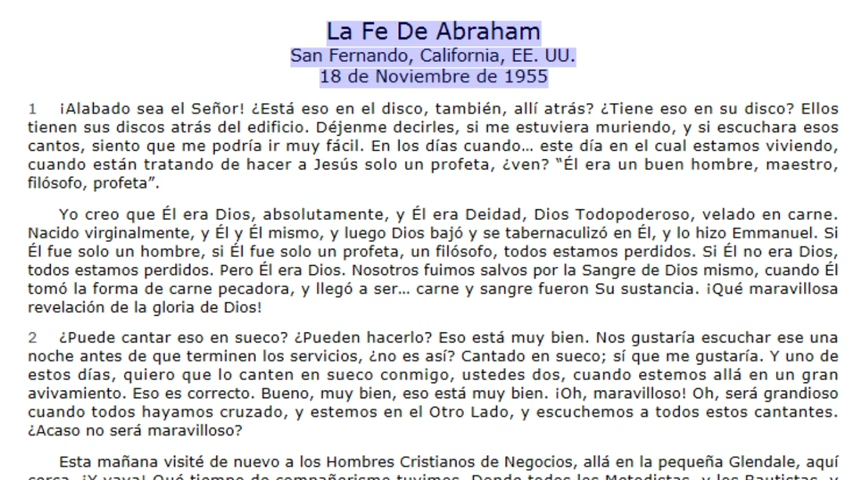 La Fe De Abraham
San Fernando, California, EE. UU.
18 de Noviembre de 1955
1 ¡Alabado sea el Señor! ¿Está eso en el disco, también, allí atrás? ¿Tiene eso en su disco? Ellos
tienen sus discos atrás del edificio. Déjenme decirles, si me estuviera muriendo, y si escuchara esos
cantos, siento que me podría ir muy fácil. En los días cuando... este día en el cual estamos viviendo,
cuando están tratando de hacer a Jesús solo un profeta, ¿ven? “Él era un buen hombre, maestro,
filósofo, profeta”.
Yo creo que Él era Dios, absolutamente, y Él era Deidad, Dios Todopoderoso, velado en carne.
Nacido virginalmente, y Él y Él mismo, y luego Dios bajó y se tabernaculizó en Él, y lo hizo Emmanuel. Si
Él fue solo un hombre, si Él fue solo un profeta, un filósofo, todos estamos perdidos. Si Él no era Dios,
todos estamos perdidos. Pero Él era Dios. Nosotros fuimos salvos por la Sangre de Dios mismo, cuando Él
tomó la forma de carne pecadora, y llegó a ser... carne y sangre fueron Su sustancia. ¡Qué maravillosa
revelación de la gloria de Dios!
2 ¿Puede cantar eso en sueco? ¿Pueden hacerlo? Eso está muy bien. Nos gustaría escuchar ese una
noche antes de que terminen los servicios, ¿no es así? Cantado en sueco; sí que me gustaría. Y uno de
estos días, quiero que lo canten en sueco conmigo, ustedes dos, cuando estemos allá en un gran
avivamiento. Eso es correcto. Bueno, muy bien, eso está muy bien. ¡Oh, maravilloso! Oh, será grandioso
cuando todos hayamos cruzado, y estemos en el Otro Lado, y escuchemos a todos estos cantantes.
¿Acaso no será maravilloso?
Esta mañana visité de nuevo a los Hombres Cristianos de Negocios, allá en la pequeña Glendale, aquí
cerca. ¡Y vaya! Qué tiempo de compañerismo tuvimos. Donde todos los Metodistas, y los Bautistas, y